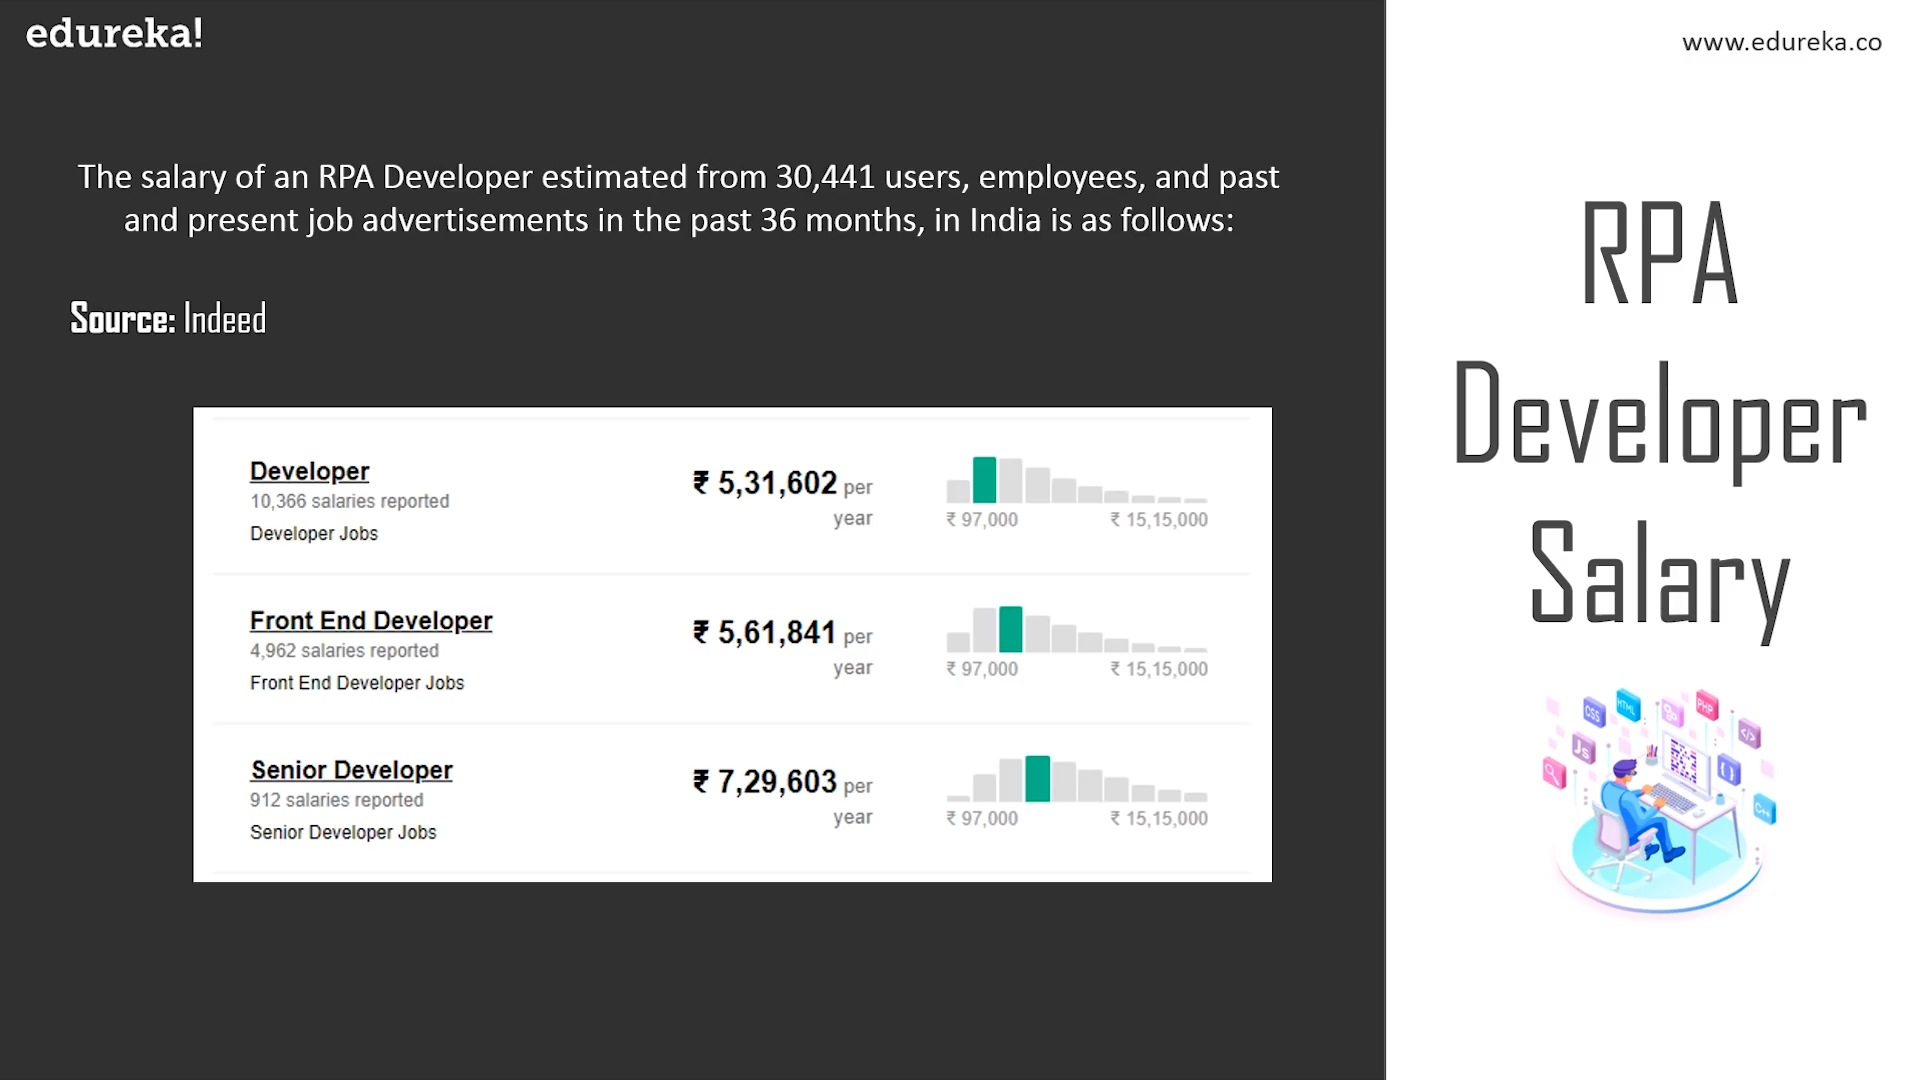 edureka!
www.edureka.co
The salary of an RPA Developer estimated from 30,441 users, employees, and past
and present job advertisements in the past 36 months, in India is as follows:
Source: Indeed
Developer
10,366 salaries reported
Developer Jobs
₹ 5,31,602 per
year
₹ 97,000
₹ 15,15,000
Front End Developer
4,962 salaries reported
Front End Developer Jobs
₹ 5,61,841 per
year
₹ 97,000
₹ 15,15,000
Senior Developer
912 salaries reported
Senior Developer Jobs
₹ 7,29,603 per
year
₹ 97,000
₹ 15,15,000
RPA
Developer
Salary
CSS
HTML
PHP
JS
</>
{ }
C++